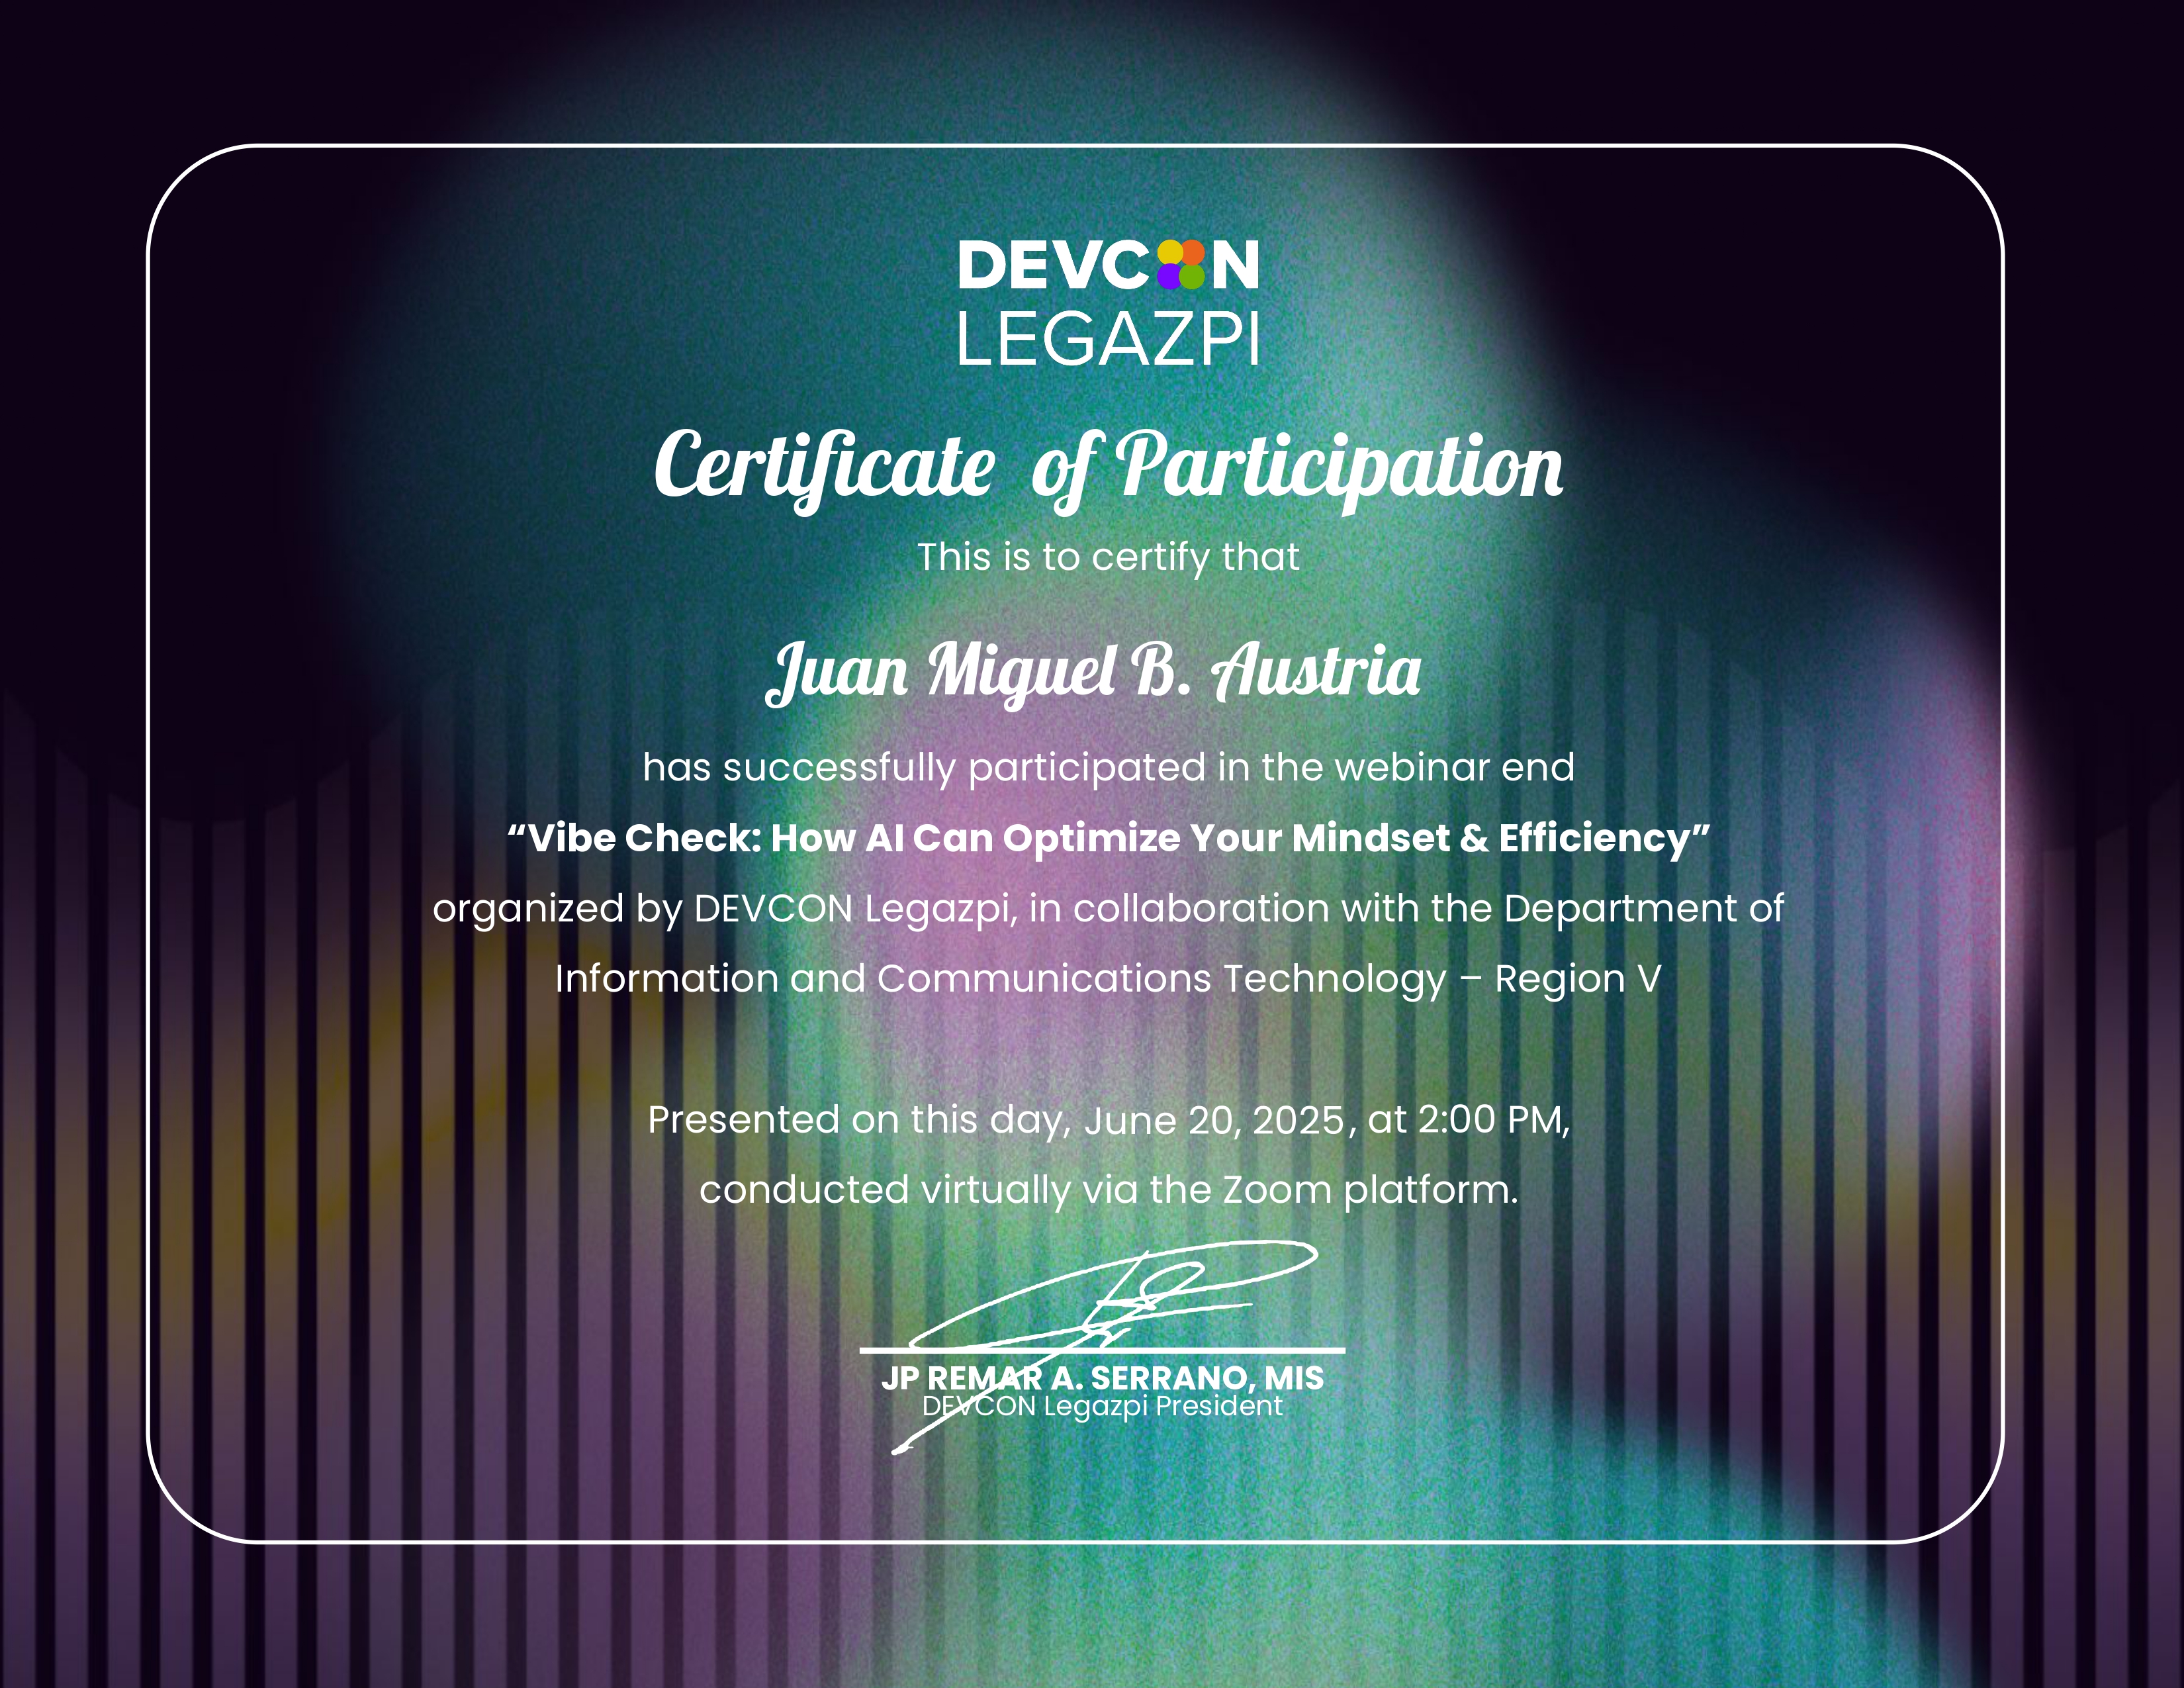 DEVCON
LEGAZPI
Certificate of Participation
This is to certify that
Juan Miguel B. Austria
has successfully participated in the webinar end
“Vibe Check: How AI Can Optimize Your Mindset & Efficiency”
organized by DEVCON Legazpi, in collaboration with the Department of
Information and Communications Technology – Region V
Presented on this day, June 20, 2025, at 2:00 PM,
conducted virtually via the Zoom platform.
JP REMAR A. SERRANO, MIS
DEVCON Legazpi President